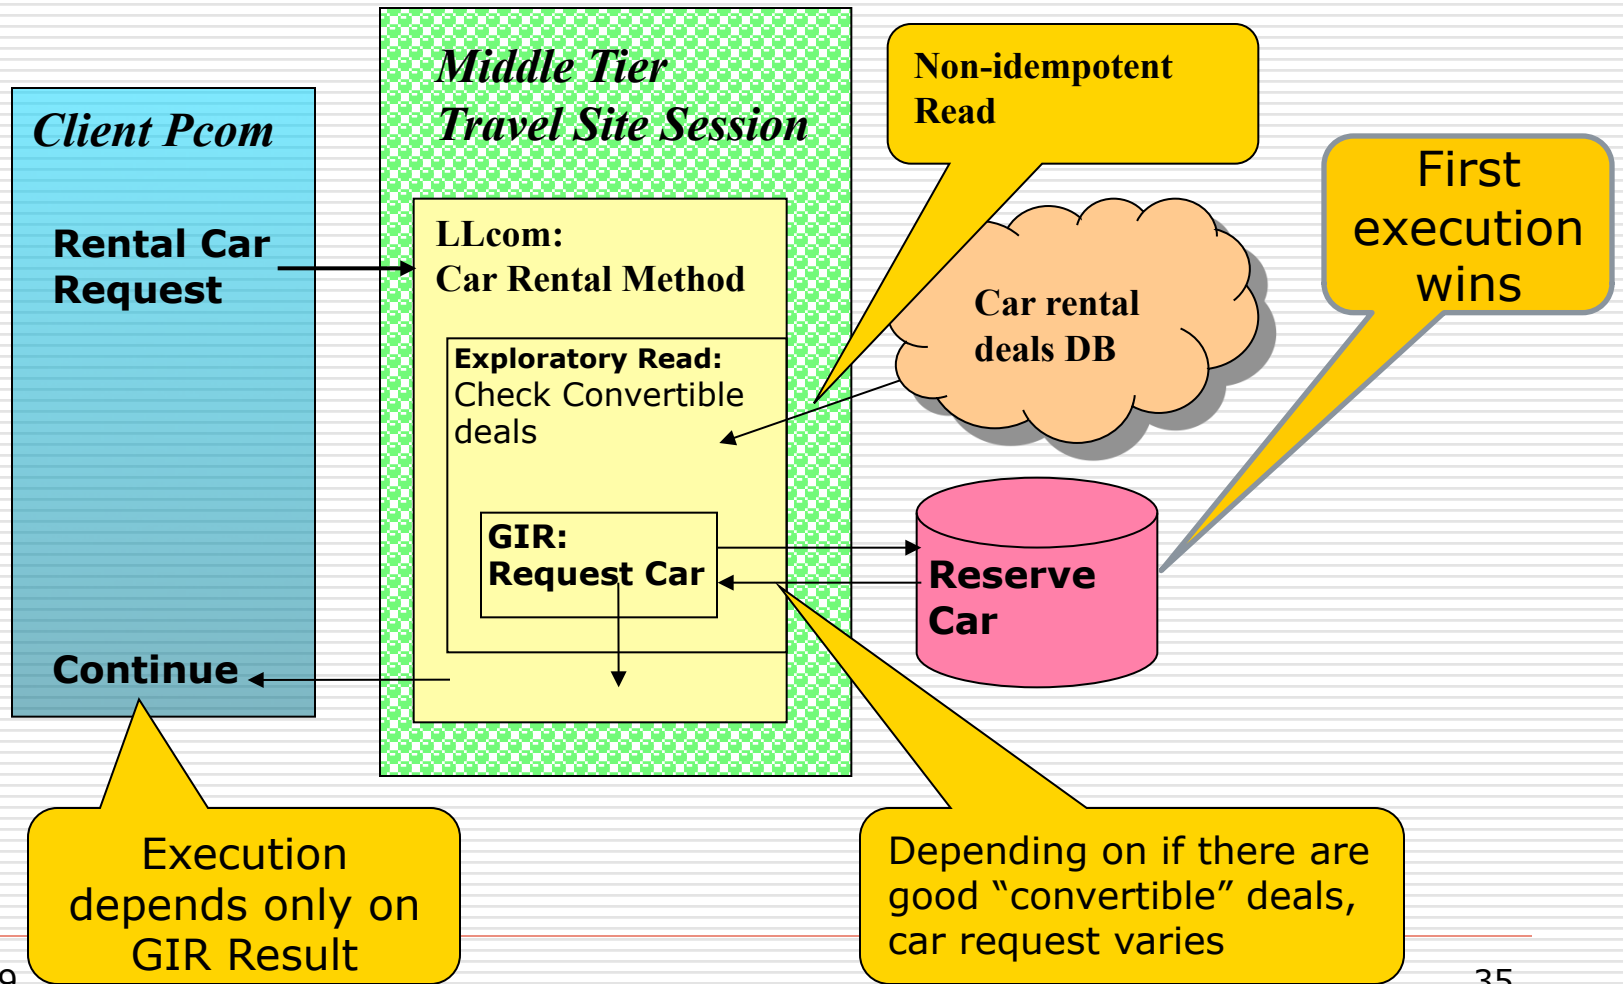 Client Pcom
Rental Car
Request
Continue
Middle Tier
Travel Site Session
LLcom:
Car Rental Method
Exploratory Read:
Check Convertible
deals
GIR:
Request Car
Non-idempotent
Read
Car rental
deals DB
Reserve
Car
First
execution
wins
Execution
depends only on
GIR Result
Depending on if there are
good “convertible” deals,
car request varies
9
35